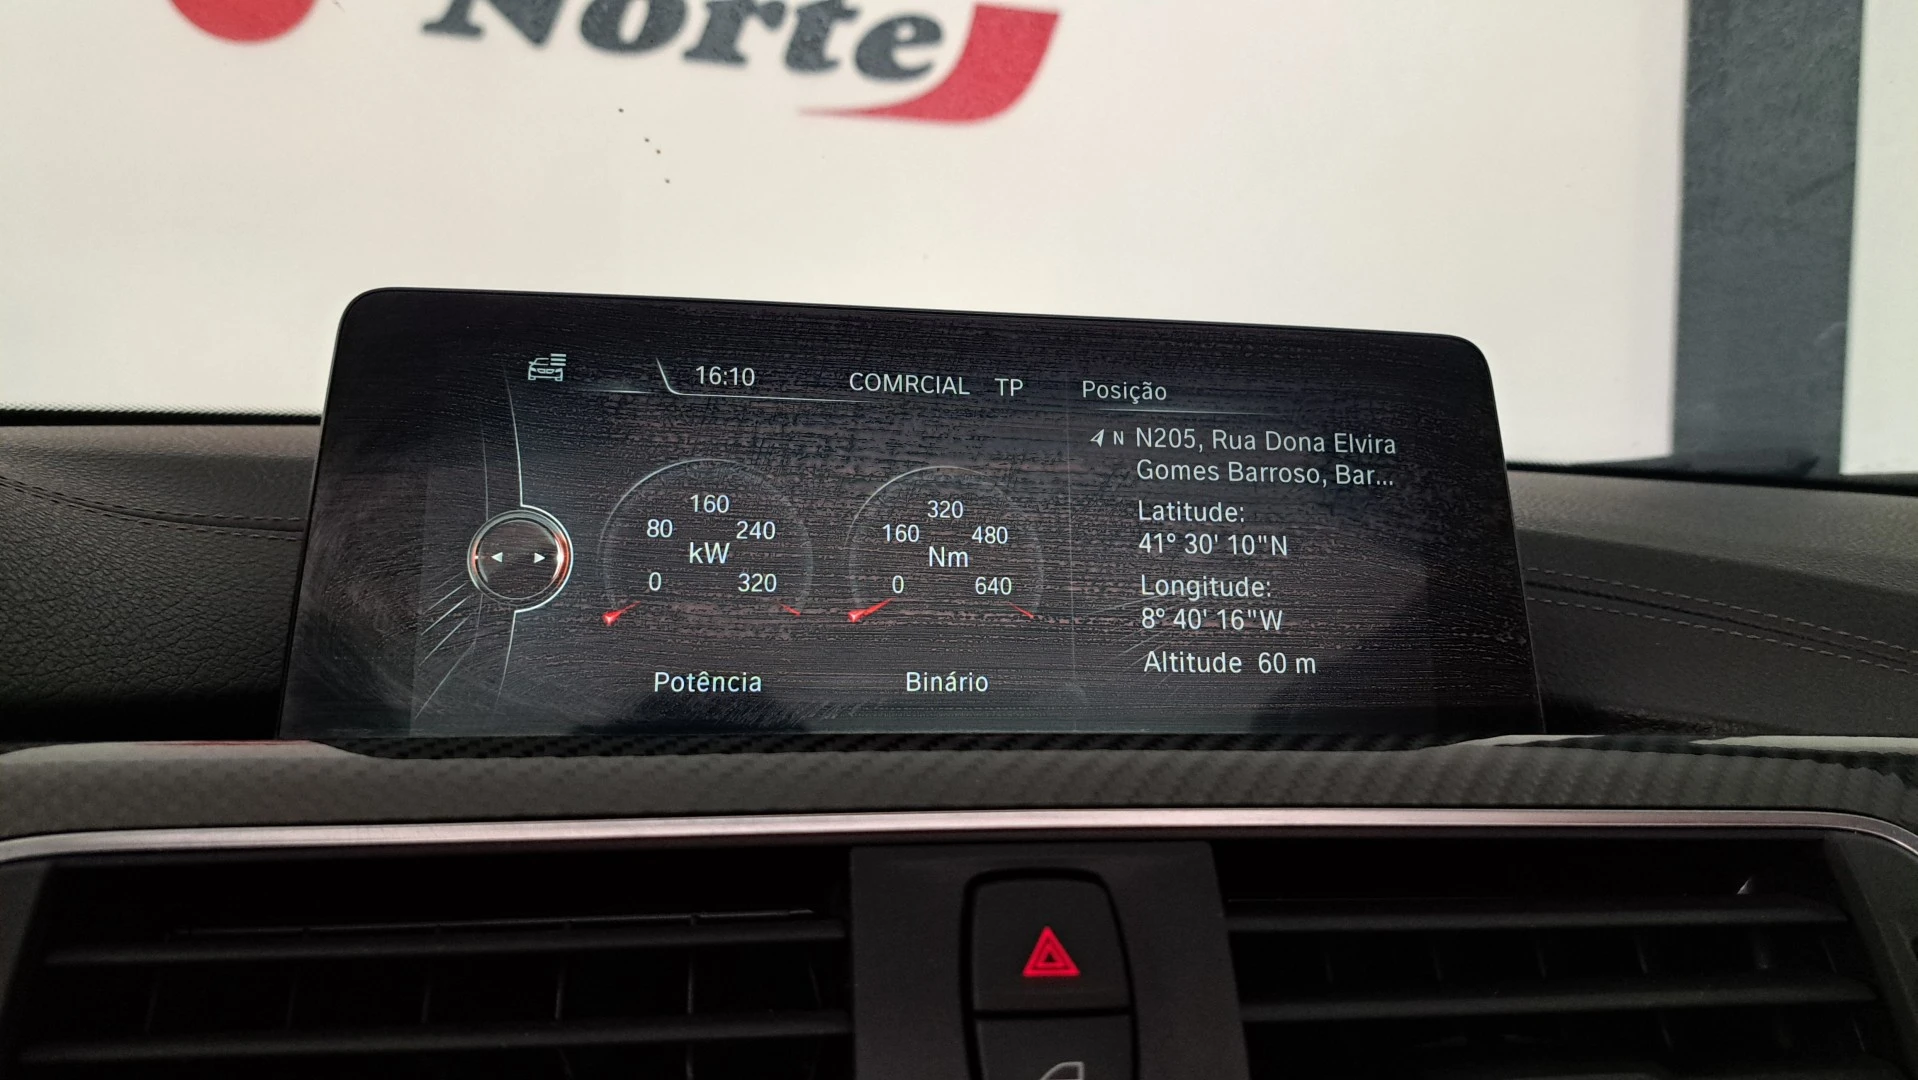 Norte
16:10
COMRCIAL TP
Posição
N N205, Rua Dona Elvira
Gomes Barroso, Bar...
160
80 240
kW
0 320
Potência
320
160 480
Nm
0 640
Binário
Latitude:
41° 30' 10"N
Longitude:
8° 40' 16"W
Altitude 60 m